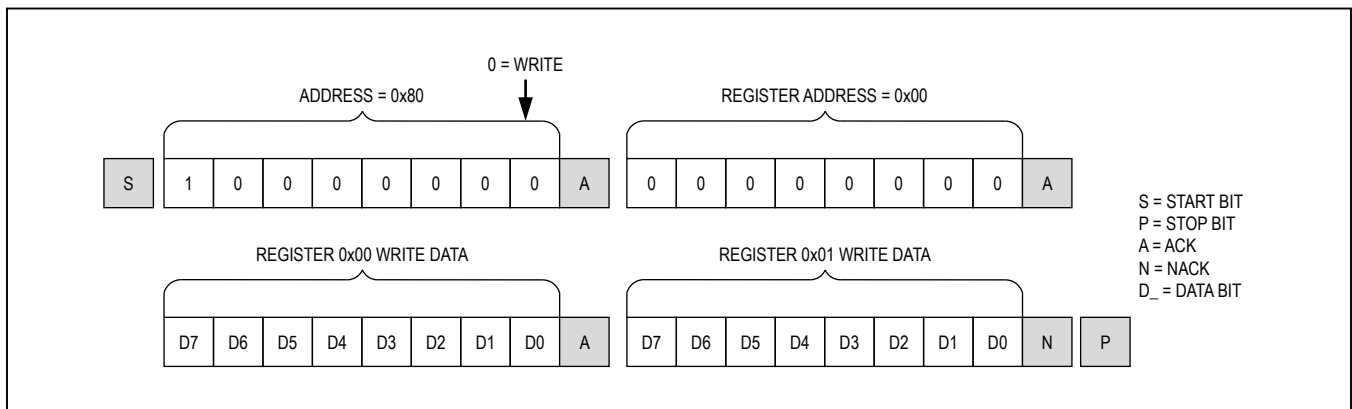 0 = WRITE
ADDRESS = 0x80
REGISTER ADDRESS = 0x00
S 1 0 0 0 0 0 0 0 A 0 0 0 0 0 0 0 0 A
REGISTER 0x00 WRITE DATA
REGISTER 0x01 WRITE DATA
D7 D6 D5 D4 D3 D2 D1 D0 A D7 D6 D5 D4 D3 D2 D1 D0 N P
S = START BIT
P = STOP BIT
A = ACK
N = NACK
D_ = DATA BIT